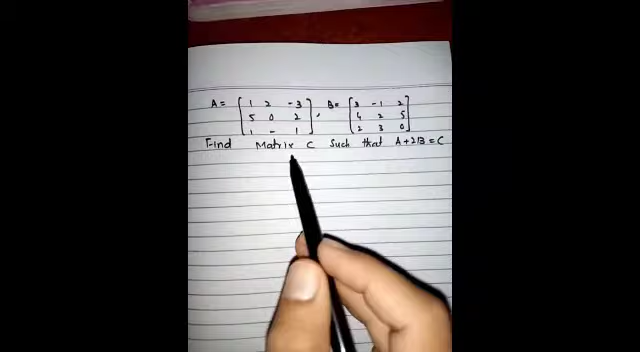 A= [ 1 2 -3 ] , B= [ 3 -1 2 ]
5 0 2 4 2 5
1 - 1 2 3 0
Find Matrix C Such that A+2B=C